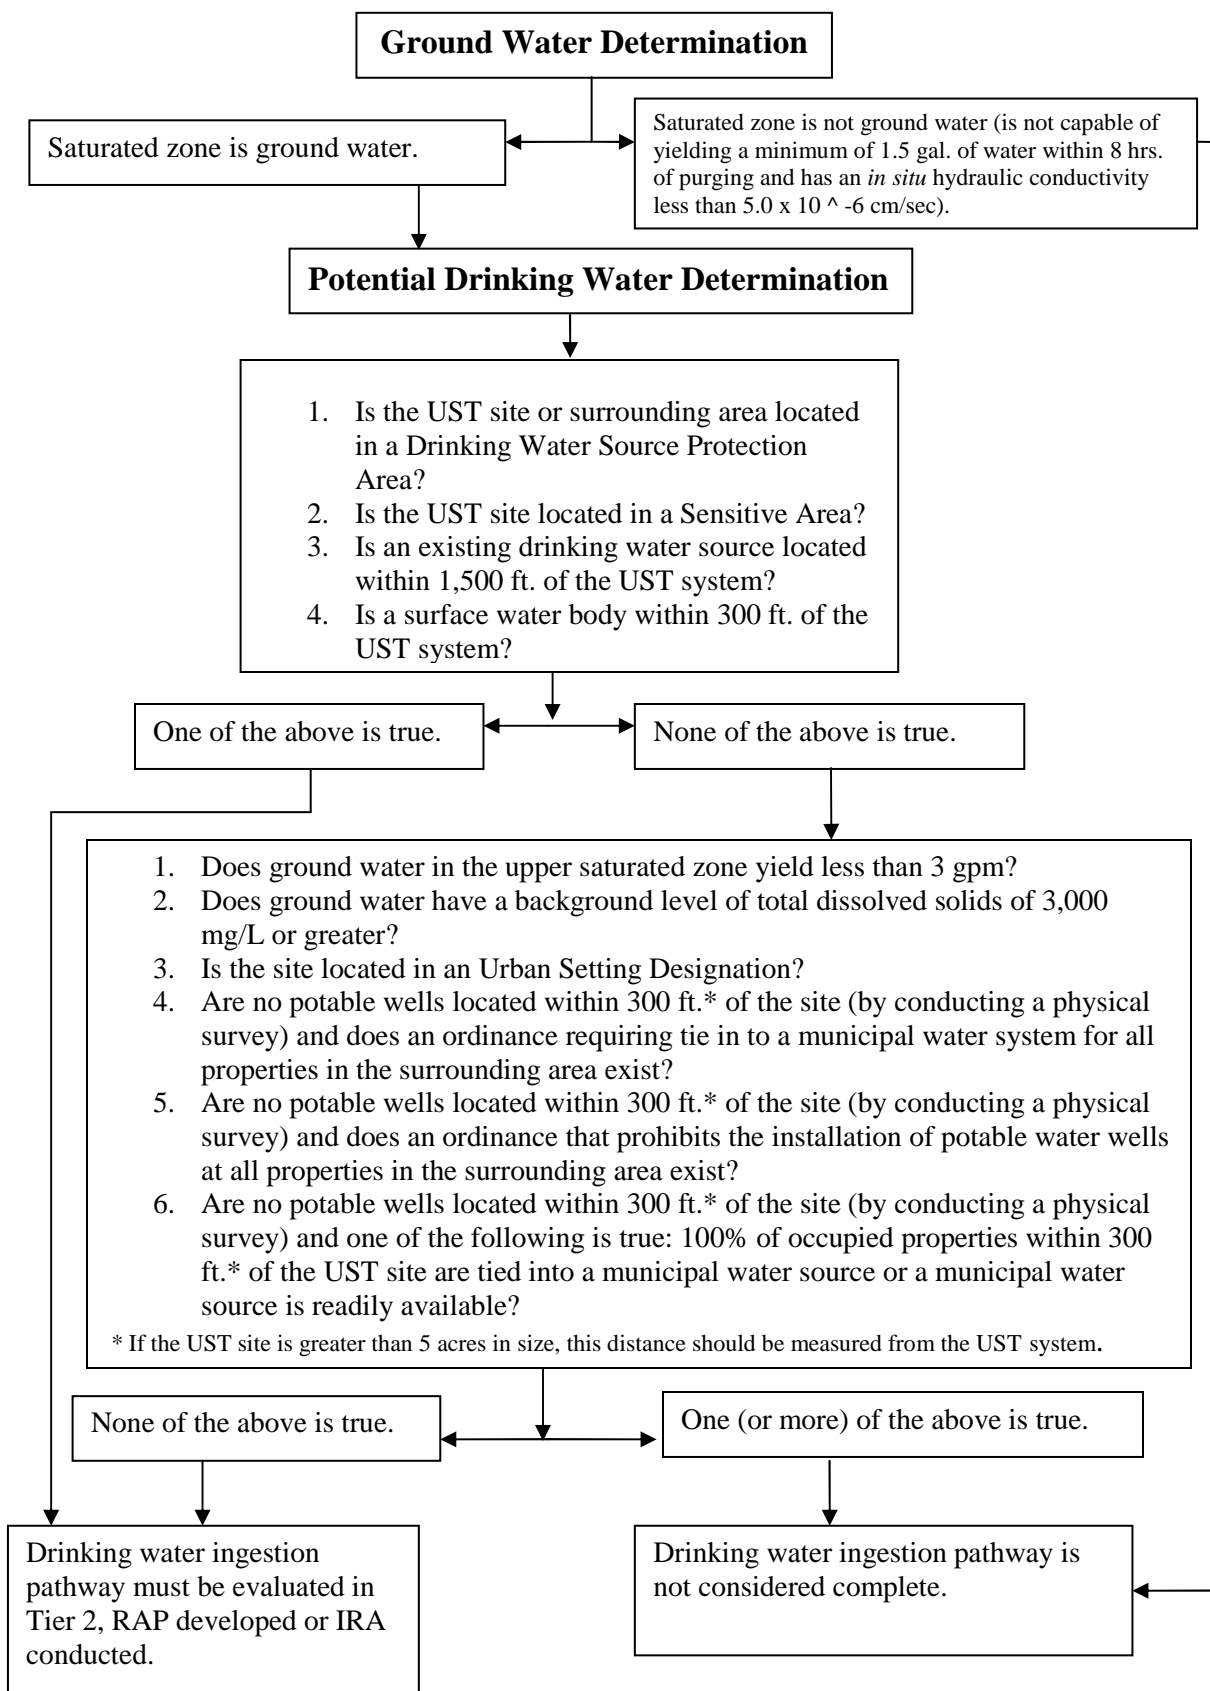 Ground Water Determination
Saturated zone is ground water.
Saturated zone is not ground water (is not capable of
yielding a minimum of 1.5 gal. of water within 8 hrs.
of purging and has an in situ hydraulic conductivity
less than 5.0 x 10 ^ -6 cm/sec).
Potential Drinking Water Determination
1. Is the UST site or surrounding area located
in a Drinking Water Source Protection
Area?
2. Is the UST site located in a Sensitive Area?
3. Is an existing drinking water source located
within 1,500 ft. of the UST system?
4. Is a surface water body within 300 ft. of the
UST system?
One of the above is true.
None of the above is true.
1. Does ground water in the upper saturated zone yield less than 3 gpm?
2. Does ground water have a background level of total dissolved solids of 3,000
mg/L or greater?
3. Is the site located in an Urban Setting Designation?
4. Are no potable wells located within 300 ft.* of the site (by conducting a physical
survey) and does an ordinance requiring tie in to a municipal water system for all
properties in the surrounding area exist?
5. Are no potable wells located within 300 ft.* of the site (by conducting a physical
survey) and does an ordinance that prohibits the installation of potable water wells
at all properties in the surrounding area exist?
6. Are no potable wells located within 300 ft.* of the site (by conducting a physical
survey) and one of the following is true: 100% of occupied properties within 300
ft.* of the UST site are tied into a municipal water source or a municipal water
source is readily available?
* If the UST site is greater than 5 acres in size, this distance should be measured from the UST system.
None of the above is true.
One (or more) of the above is true.
Drinking water ingestion
pathway must be evaluated in
Tier 2, RAP developed or IRA
conducted.
Drinking water ingestion pathway is
not considered complete.